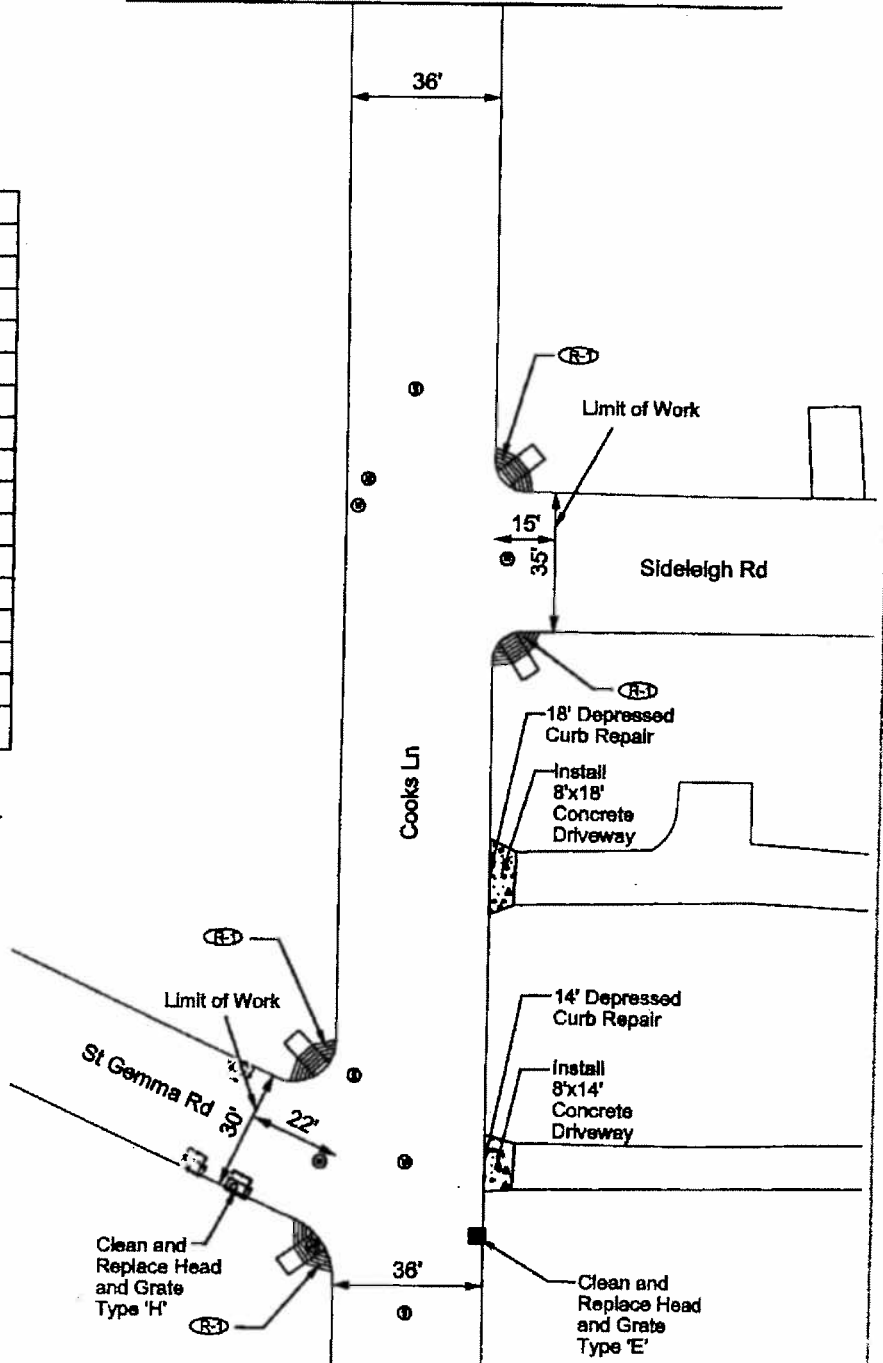 36'
R-1
Limit of Work
15'
35'
Sideleigh Rd
R-1
18' Depressed
Curb Repair
Install
8'x18'
Concrete
Driveway
Cooks Ln
R-1
Limit of Work
St Gemma Rd
30'
22'
14' Depressed
Curb Repair
Install
8'x14'
Concrete
Driveway
Clean and
Replace Head
and Grate
Type 'H'
R-1
36'
Clean and
Replace Head
and Grate
Type 'E'